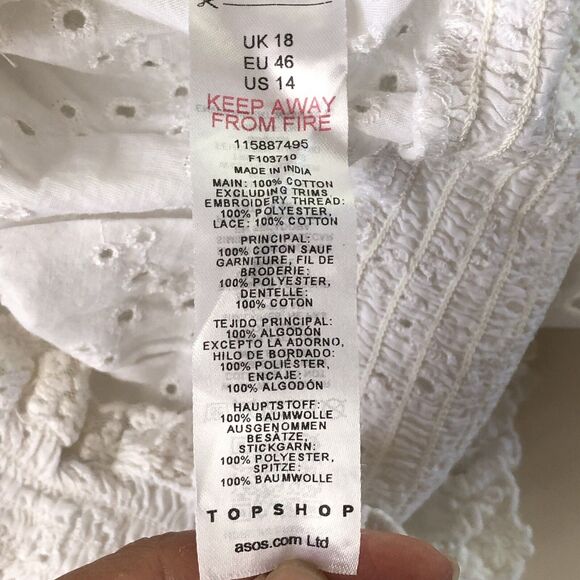 UK 18
EU 46
US 14
KEEP AWAY
FROM FIRE
115887495
F103710
MADE IN INDIA
MAIN: 100% COTTON
EXCLUDING TRIMS
EMBROIDERY THREAD:
100% POLYESTER,
LACE: 100% COTTON
PRINCIPAL:
100% COTON SAUF
GARNITURE, FIL DE
BRODERIE:
100% POLYESTER,
DENTELLE:
100% COTON
TEJIDO PRINCIPAL:
100% ALGODÓN
EXCEPTO LA ADORNO,
HILO DE BORDADO:
100% POLIÉSTER,
ENCAJE:
100% ALGODÓN
HAUPTSTOFF:
100% BAUMWOLLE
AUSGENOMMEN
BESÄTZE,
STICKGARN:
100% POLYESTER,
SPITZE:
100% BAUMWOLLE
TOPSHOP
asos.com Ltd